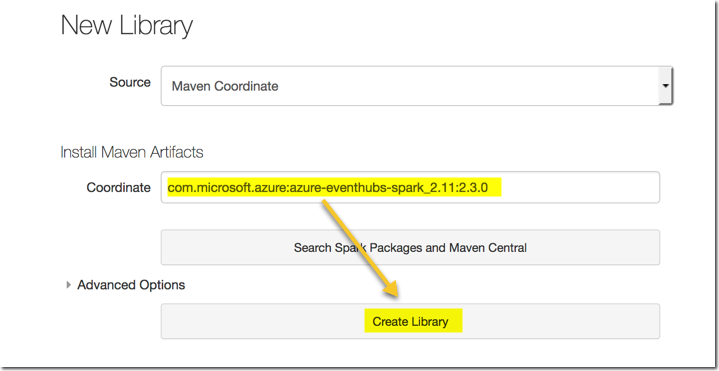 New Library
Source Maven Coordinate
Install Maven Artifacts
Coordinate com.microsoft.azure:azure-eventhubs-spark_2.11:2.3.0
Search Spark Packages and Maven Central
Advanced Options
Create Library